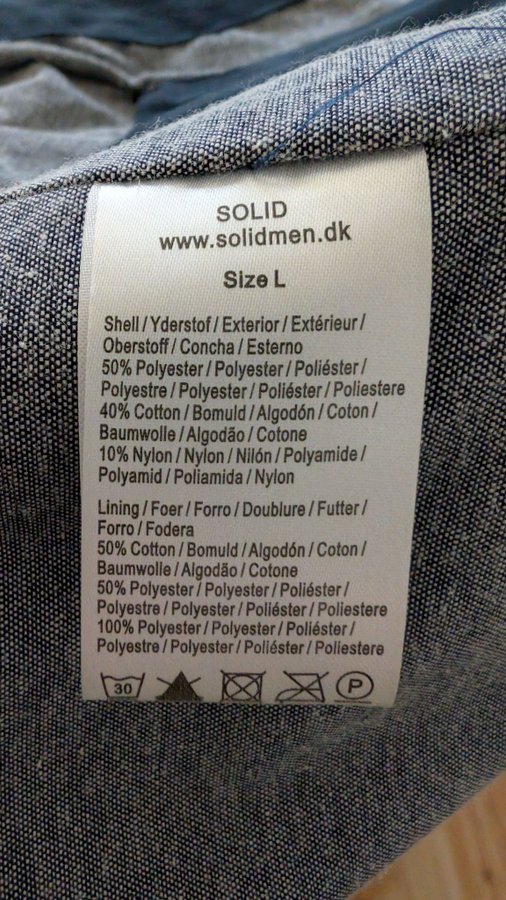 SOLID
www.solidmen.dk
Size L
Shell / Yderstof / Exterior / Extérieur /
Oberstoff / Concha / Esterno
50% Polyester / Polyester / Poliéster /
Polyestre / Polyester / Poliéster / Poliestere
40% Cotton / Bomuld / Algodón / Coton /
Baumwolle / Algodão / Cotone
10% Nylon / Nylon / Nilón / Polyamide /
Polyamid / Poliamida / Nylon
Lining / Foer / Forro / Doublure / Futter /
Forro / Fodera
50% Cotton / Bomuld / Algodón / Coton /
Baumwolle / Algodão / Cotone
50% Polyester / Polyester / Poliéster /
Polyestre / Polyester / Poliéster / Poliestere
100% Polyester / Polyester / Poliéster /
Polyestre / Polyester / Poliéster / Poliestere
30 P